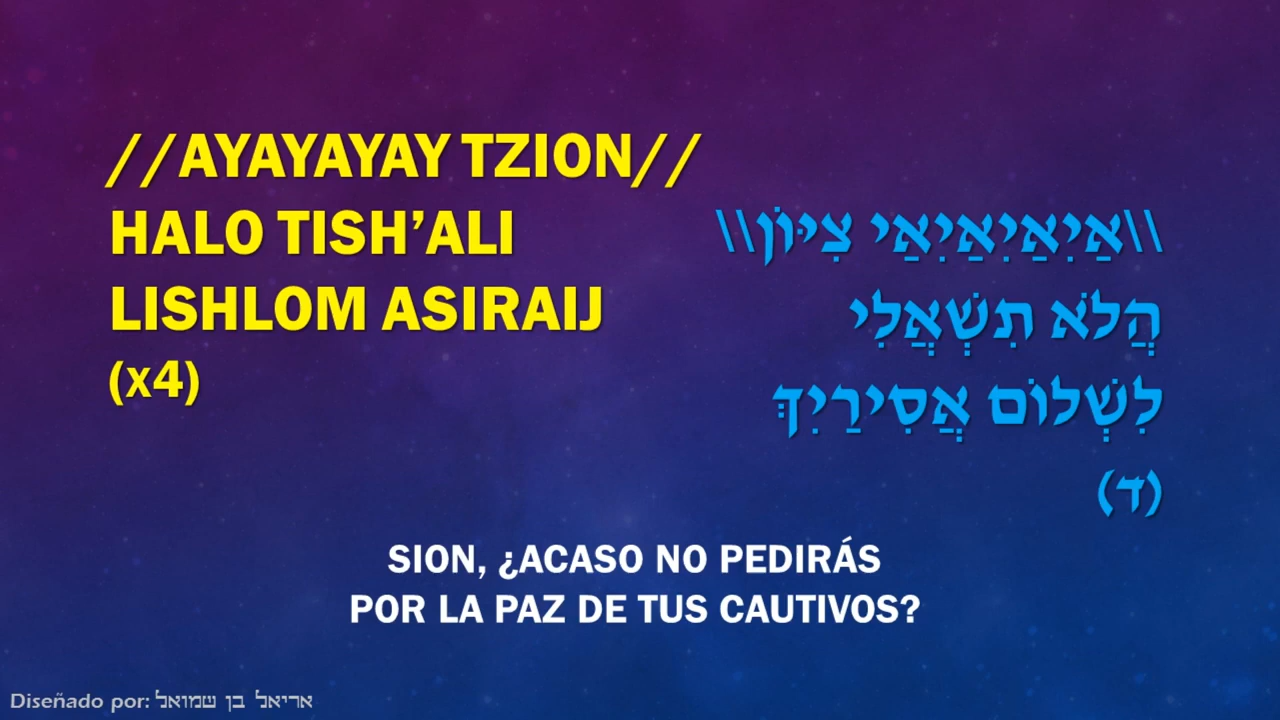 //AYAYAYAY TZION//
HALO TISH’ALI
LISHLOM ASIRAIJ
(x4)
\\אַיִאַיִאַיִאַי צִיּוֹן\\
הֲלֹא תִשְׁאֲלִי
לִשְׁלוֹם אֲסִירַיִךְ
(ד)
SION, ¿ACASO NO PEDIRÁS
POR LA PAZ DE TUS CAUTIVOS?
Diseñado por: אריאל בן שמואל